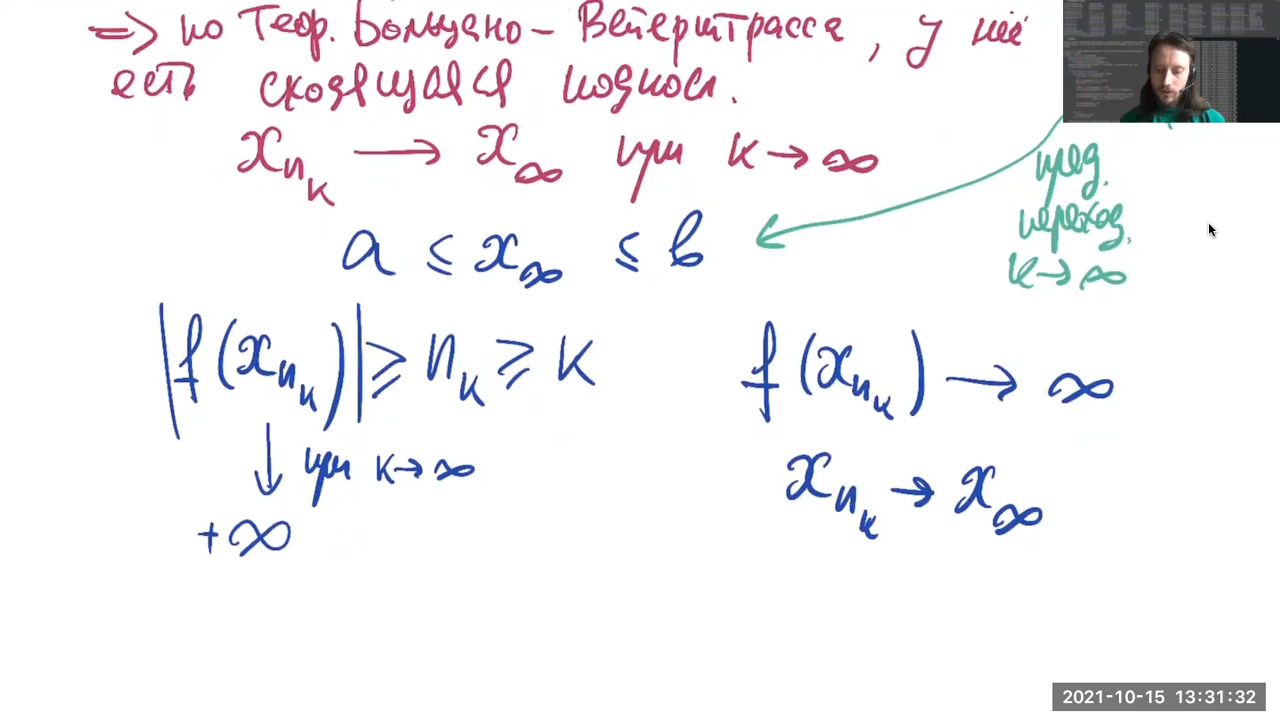 => по Теор. Больцано – Вейерштрасса, у неё
есть сходящаяся подпосл.
x_{n_k} → x_∞ при k → ∞
пред.
переход.
k → ∞
a ≤ x_∞ ≤ b
|f(x_{n_k})| ≥ n_k ≥ k
↓ при k → ∞
+∞
f(x_{n_k}) → ∞
x_{n_k} → x_∞
2021-10-15 13:31:32